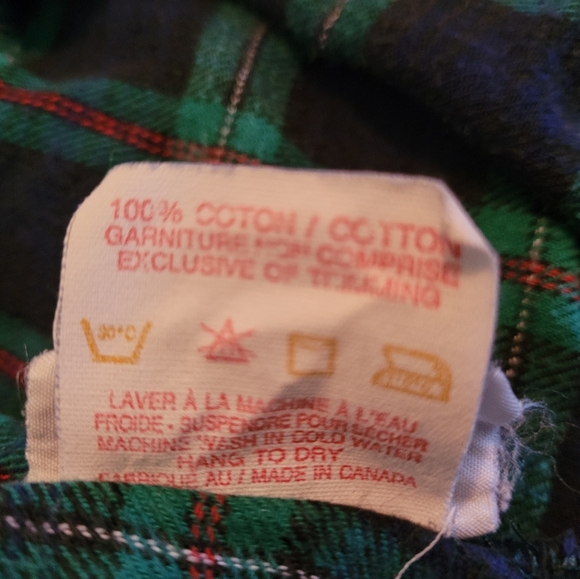 100% COTON / COTTON
GARNITURE NON COMPRISE
EXCLUSIVE OF TRIMMING
30°C
LAVER À LA MACHINE À L'EAU
FROIDE - SUSPENDRE POUR SÉCHER
MACHINE WASH IN COLD WATER
HANG TO DRY
FABRIQUE AU / MADE IN CANADA